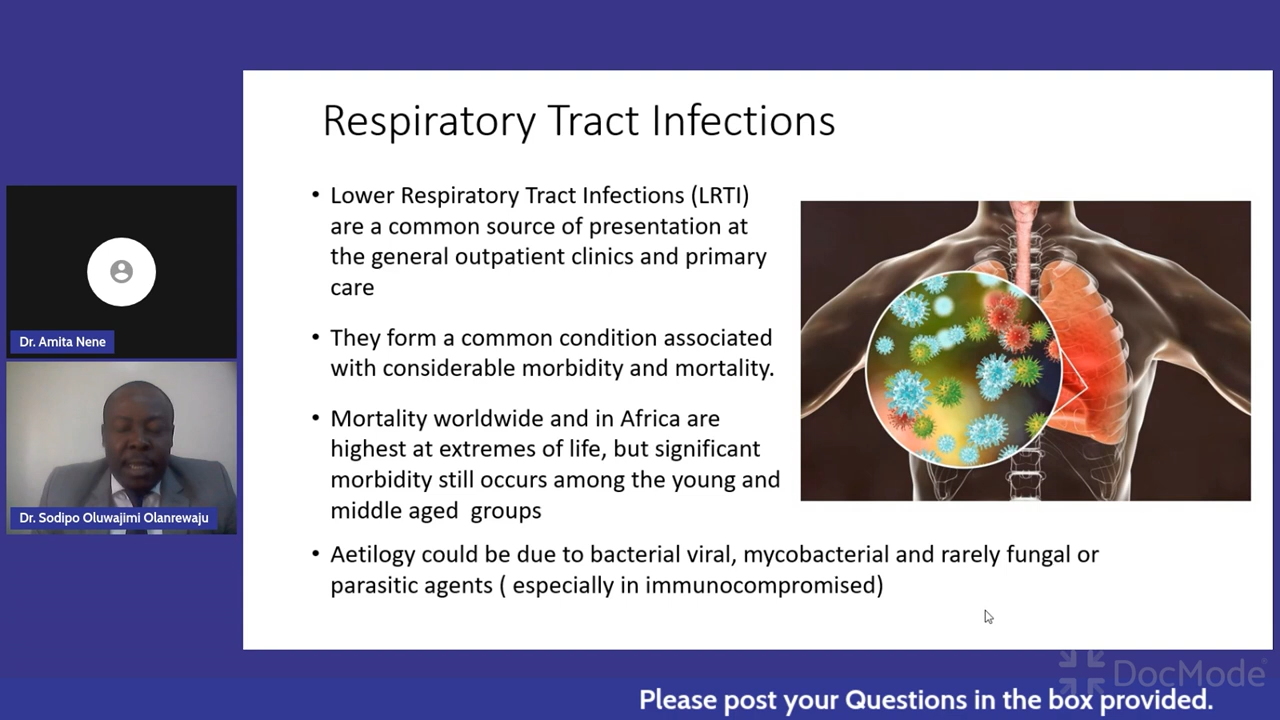 Respiratory Tract Infections
• Lower Respiratory Tract Infections (LRTI)
are a common source of presentation at
the general outpatient clinics and primary
care
• They form a common condition associated
with considerable morbidity and mortality.
• Mortality worldwide and in Africa are
highest at extremes of life, but significant
morbidity still occurs among the young and
middle aged groups
• Aetilogy could be due to bacterial viral, mycobacterial and rarely fungal or
parasitic agents ( especially in immunocompromised)
Dr. Amita Nene
Dr. Sodipo Oluwajimi Olanrewaju
DocMode
Please post your Questions in the box provided.